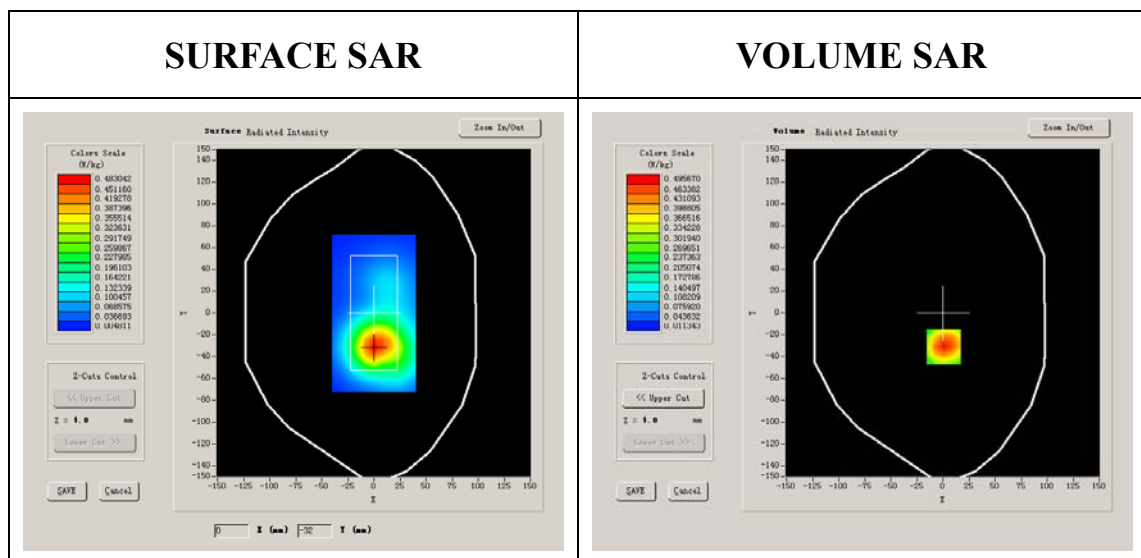 SURFACE SAR
VOLUME SAR
Surface Radiated Intensity
Zoom In/Out
Colors Scale
(W/kg)
0.483042
0.451160
0.419278
0.387396
0.355514
0.323631
0.291749
0.259867
0.227985
0.196103
0.164221
0.132339
0.100457
0.068575
0.036693
0.004811
Z-Cuts Control
<< Upper Cut
Z = 4.0 mm
Lower Cut >>
SAVE
Cancel
150
140
120
100
80
60
40
20
0
-20
-40
-60
-80
-100
-120
-140
-150
Y
-150 -125 -100 -75 -50 -25 0 25 50 75 100 125 150
X
0 X (mm) -32 Y (mm)
Volume Radiated Intensity
Zoom In/Out
Colors Scale
(W/kg)
0.495670
0.463382
0.431093
0.398805
0.366516
0.334228
0.301940
0.269651
0.237363
0.205074
0.172786
0.140497
0.108209
0.075920
0.043632
0.011343
Z-Cuts Control
<< Upper Cut
Z = 4.0 mm
Lower Cut >>
SAVE
Cancel
150
140
120
100
80
60
40
20
0
-20
-40
-60
-80
-100
-120
-140
-150
Y
-150 -125 -100 -75 -50 -25 0 25 50 75 100 125 150
X